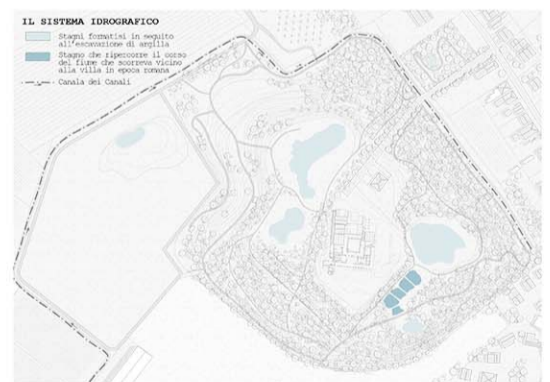 IL SISTEMA IDROGRAFICO
Stagni formatisi in seguito
all'escavazione di argilla
Stagno che ripercorre il corso
del fiume che scorreva vicino
alla villa in epoca romana
Canala dei Canali